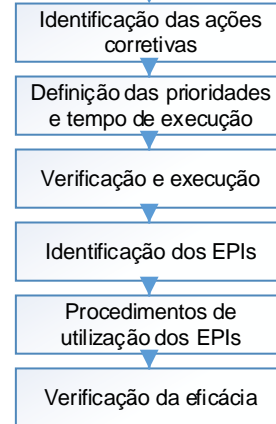 Identificação das ações
corretivas
Definição das prioridades
e tempo de execução
Verificação e execução
Identificação dos EPIs
Procedimentos de
utilização dos EPIs
Verificação da eficácia